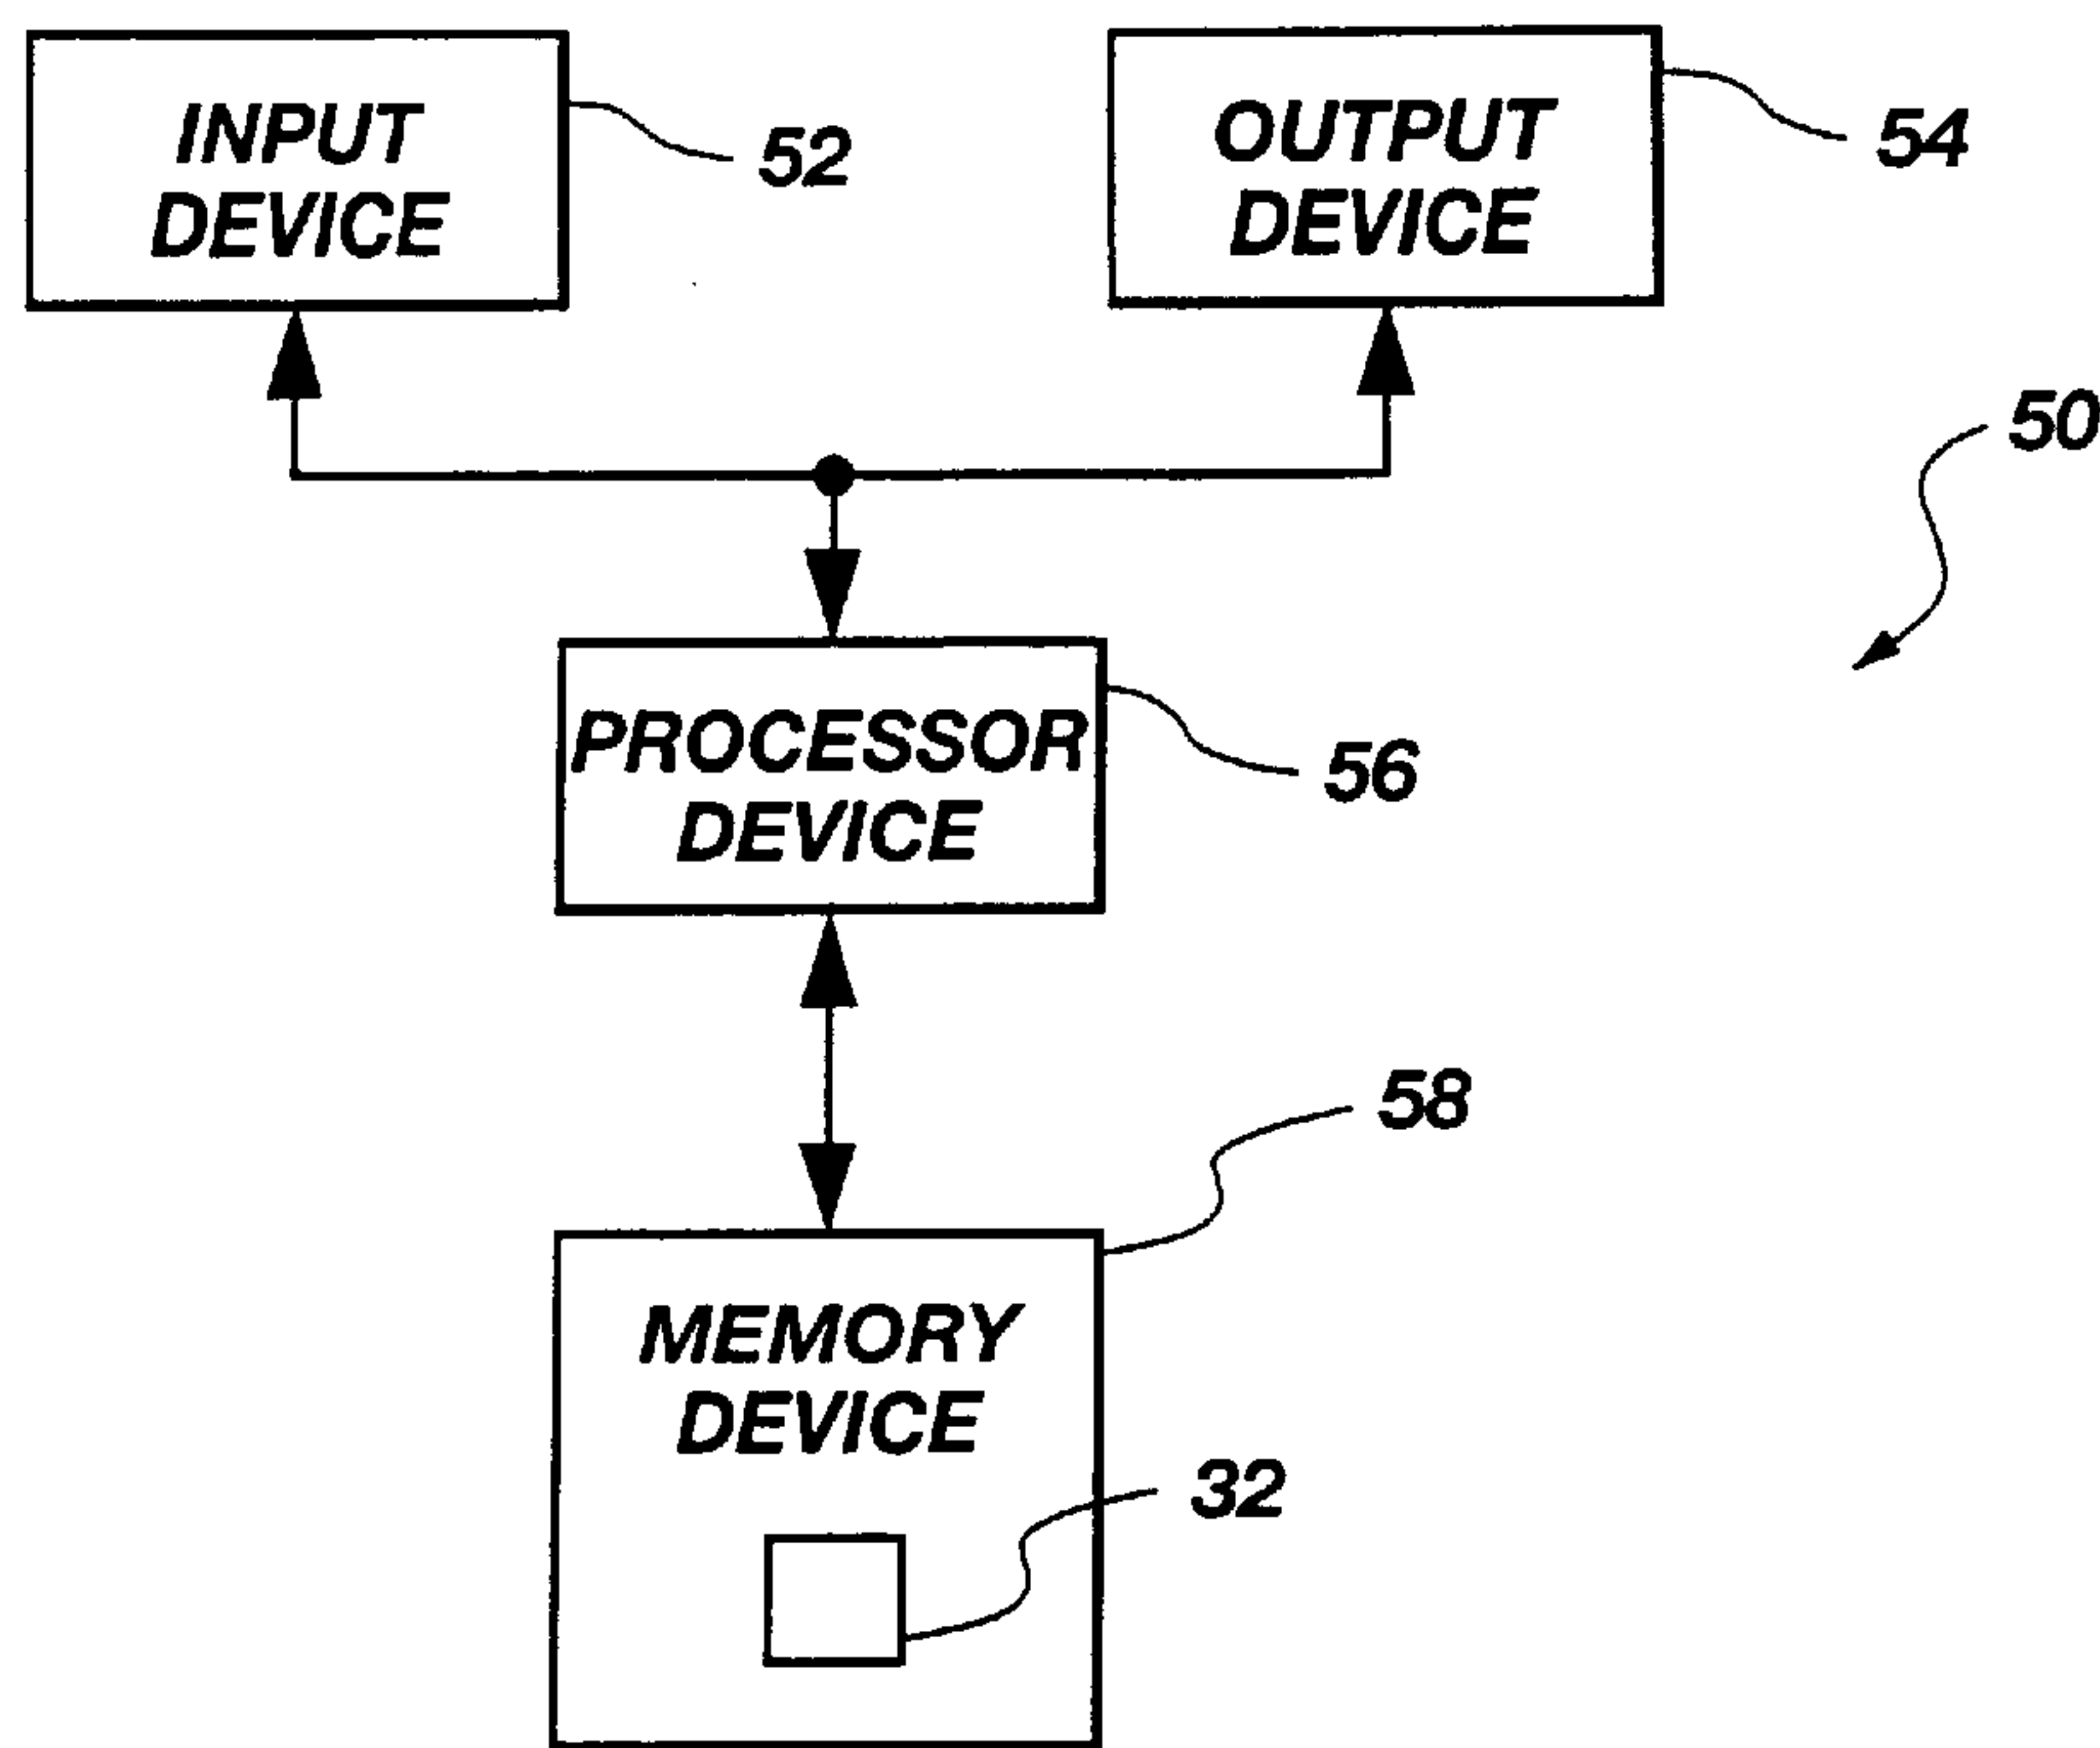 INPUT
DEVICE
52
OUTPUT
DEVICE
54
50
PROCESSOR
DEVICE
56
58
MEMORY
DEVICE
32